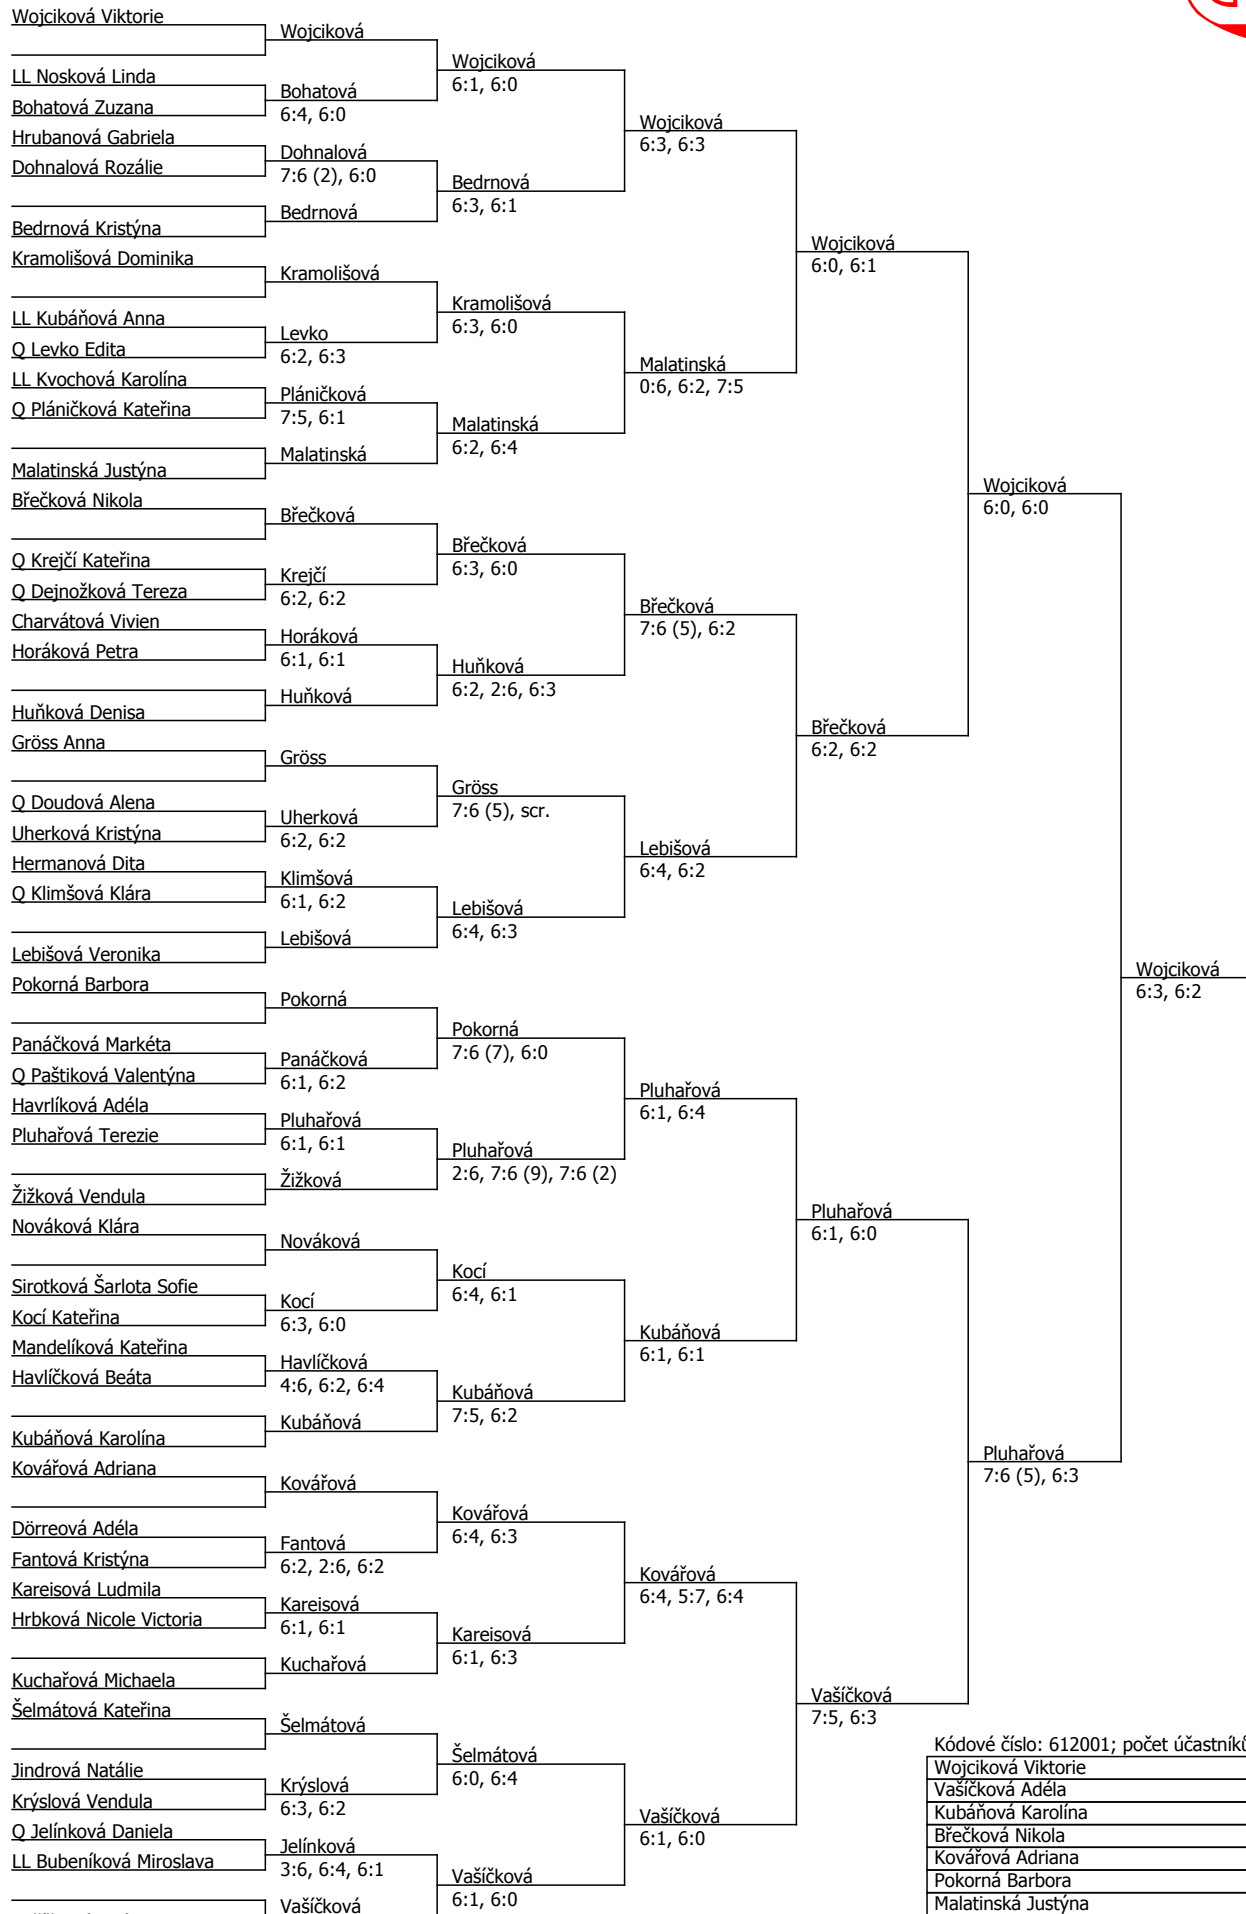 Wojciková Viktorie
LL Nosková Linda
Bohatová Zuzana
Hrubanová Gabriela
Dohnalová Rozálie
Bedrnová Kristýna
Kramolišová Dominika
LL Kubáňová Anna
Q Levko Edita
LL Kvochová Karolína
Q Pláničková Kateřina
Malatinská Justýna
Břečková Nikola
Q Krejčí Kateřina
Q Dejnožková Tereza
Charvátová Vivien
Horáková Petra
Huňková Denisa
Gröss Anna
Q Doudová Alena
Uherková Kristýna
Hermanová Dita
Q Klimšová Klára
Lebišová Veronika
Pokorná Barbora
Panáčková Markéta
Q Paštiková Valentýna
Havrlíková Adéla
Pluhařová Terezie
Žižková Vendula
Nováková Klára
Sirotková Šarlota Sofie
Kocí Kateřina
Mandelíková Kateřina
Havlíčková Beáta
Kubáňová Karolína
Kovářová Adriana
Dörreová Adéla
Fantová Kristýna
Kareisová Ludmila
Hrbková Nicole Victoria
Kuchařová Michaela
Šelmátová Kateřina
Jindrová Natálie
Krýslová Vendula
Q Jelínková Daniela
LL Bubeníková Miroslava
Wojciková
Bohatová
6:4, 6:0
Dohnalová
7:6 (2), 6:0
Bedrnová
Kramolišová
Levko
6:2, 6:3
Pláničková
7:5, 6:1
Malatinská
Břečková
Krejčí
6:2, 6:2
Horáková
6:1, 6:1
Huňková
Gröss
Uherková
6:2, 6:2
Klimšová
6:1, 6:2
Lebišová
Pokorná
Panáčková
6:1, 6:2
Pluhařová
6:1, 6:1
Žižková
Nováková
Kocí
6:3, 6:0
Havlíčková
4:6, 6:2, 6:4
Kubáňová
Kovářová
Fantová
6:2, 2:6, 6:2
Kareisová
6:1, 6:1
Kuchařová
Šelmátová
Krýslová
6:3, 6:2
Jelínková
3:6, 6:4, 6:1
Vašíčková
Wojciková
6:1, 6:0
Bedrnová
6:3, 6:1
Kramolišová
6:3, 6:0
Malatinská
6:2, 6:4
Břečková
6:3, 6:0
Huňková
6:2, 2:6, 6:3
Gröss
7:6 (5), scr.
Lebišová
6:4, 6:3
Pokorná
7:6 (7), 6:0
Pluhařová
2:6, 7:6 (9), 7:6 (2)
Kocí
6:4, 6:1
Kubáňová
7:5, 6:2
Kovářová
6:4, 6:3
Kareisová
6:1, 6:3
Šelmátová
6:0, 6:4
Vašíčková
6:1, 6:0
Wojciková
6:3, 6:3
Malatinská
0:6, 6:2, 7:5
Břečková
7:6 (5), 6:2
Lebišová
6:4, 6:2
Pluhařová
6:1, 6:4
Kubáňová
6:1, 6:1
Kovářová
6:4, 5:7, 6:4
Vašíčková
6:1, 6:0
Wojciková
6:0, 6:1
Břečková
6:2, 6:2
Pluhařová
6:1, 6:0
Vašíčková
7:5, 6:3
Wojciková
6:0, 6:0
Pluhařová
7:6 (5), 6:3
Wojciková
6:3, 6:2
Kódové číslo: 612001; počet účastníků
Wojciková Viktorie
Vašíčková Adéla
Kubáňová Karolína
Břečková Nikola
Kovářová Adriana
Pokorná Barbora
Malatinská Justýna